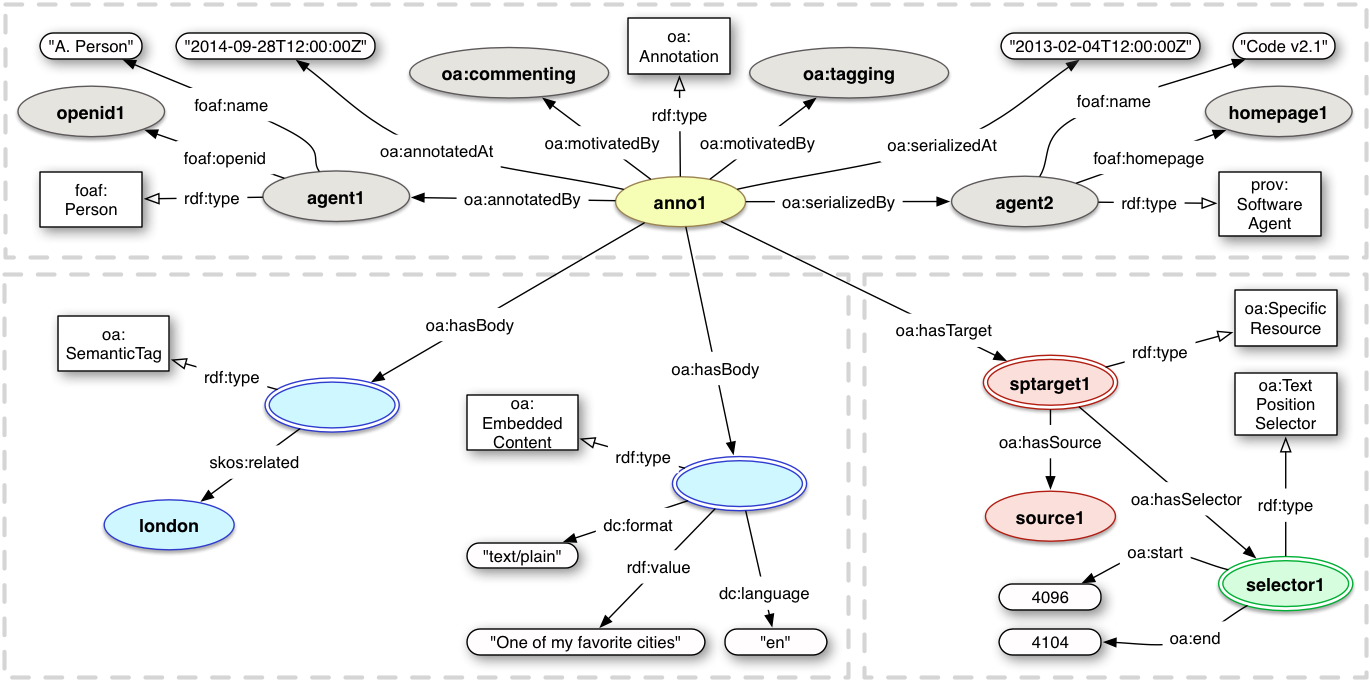 "A. Person"
"2014-09-28T12:00:00Z"
oa:commenting
oa:
Annotation
oa:tagging
"2013-02-04T12:00:00Z"
"Code v2.1"
openid1
foaf:name
rdf:type
foaf:name
homepage1
foaf:openid
oa:annotatedAt
oa:motivatedBy
oa:motivatedBy
oa:serializedAt
foaf:homepage
foaf:
Person
rdf:type
agent1
oa:annotatedBy
anno1
oa:serializedBy
agent2
rdf:type
prov:
Software
Agent
oa:
SemanticTag
rdf:type
oa:hasBody
oa:hasBody
skos:related
london
oa:
Embedded
Content
rdf:type
dc:format
"text/plain"
rdf:value
dc:language
"One of my favorite cities"
"en"
oa:hasTarget
oa:Specific
Resource
rdf:type
sptarget1
oa:Text
Position
Selector
oa:hasSource
oa:hasSelector
rdf:type
source1
oa:start
selector1
4096
4104
oa:end